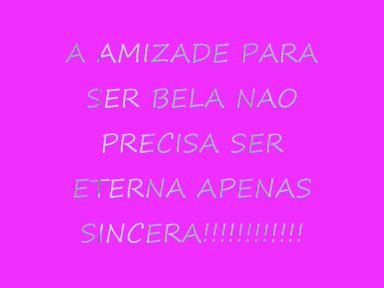 A AMIZADE PARA
SER BELA NAO
PRECISA SER
ETERNA APENAS
SINCERA!!!!!!!!!!!!